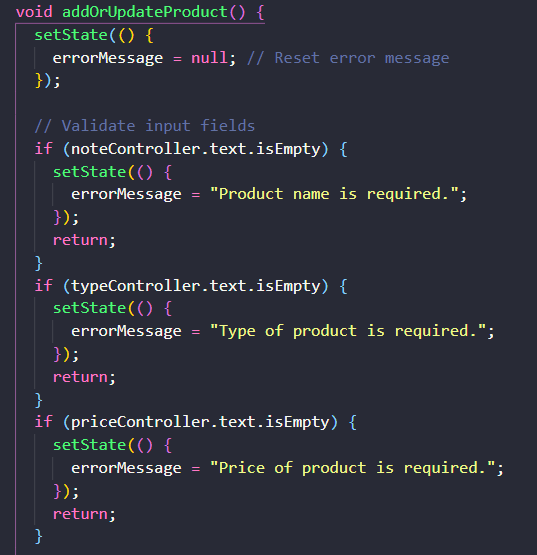 void addOrUpdateProduct() {
  setState(() {
    errorMessage = null; // Reset error message
  });

  // Validate input fields
  if (noteController.text.isEmpty) {
    setState(() {
      errorMessage = "Product name is required.";
    });
    return;
  }
  if (typeController.text.isEmpty) {
    setState(() {
      errorMessage = "Type of product is required.";
    });
    return;
  }
  if (priceController.text.isEmpty) {
    setState(() {
      errorMessage = "Price of product is required.";
    });
    return;
  }